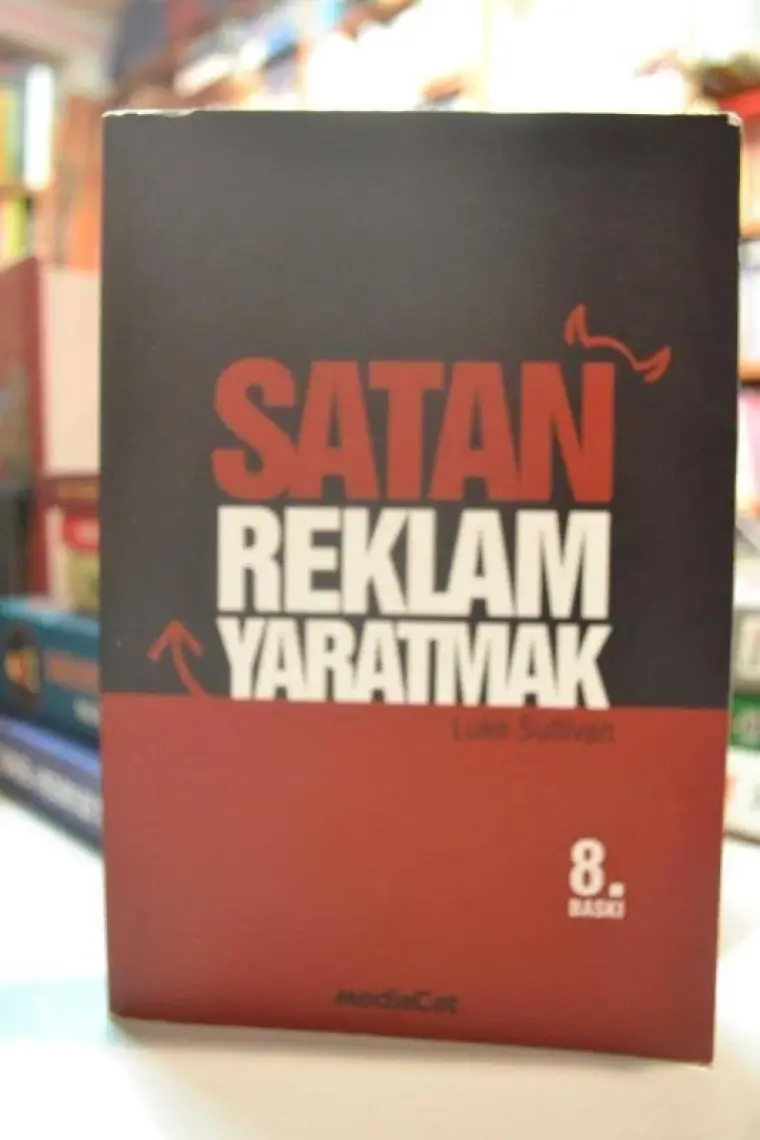 SATAN
REKLAM
YARATMAK
Luke Sullivan
8.
BASKI
MediaCat